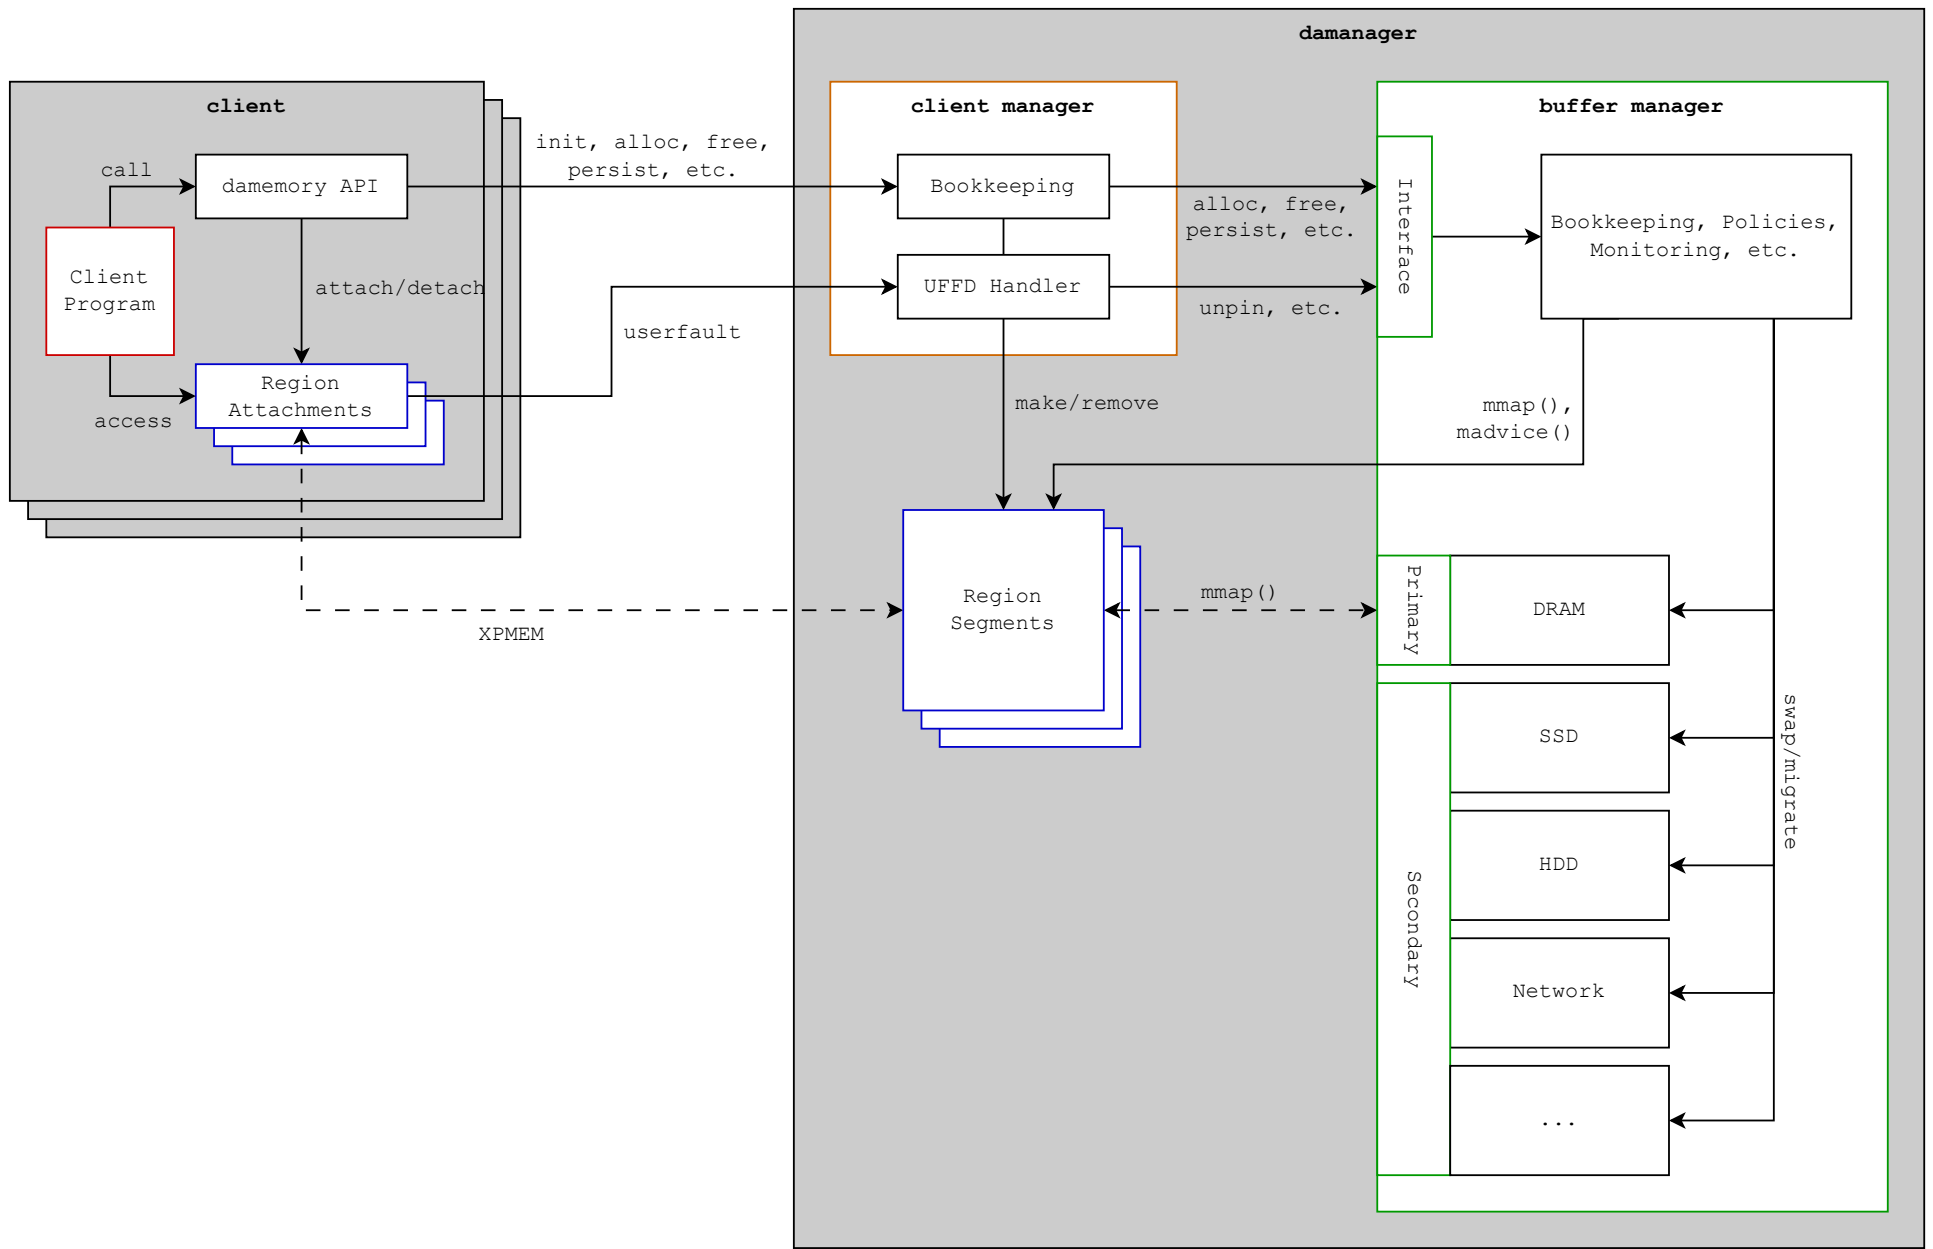 damanager
client
client manager
buffer manager
init, alloc, free,
persist, etc.
call
damemory API
Bookkeeping
Interface
alloc, free,
persist, etc.
Bookkeeping, Policies,
Monitoring, etc.
Client
Program
attach/detach
UFFD Handler
unpin, etc.
userfault
Region
Attachments
access
make/remove
mmap(),
madvice()
Region
Segments
mmap()
XPMEM
Primary
DRAM
SSD
swap/migrate
HDD
Secondary
Network
...